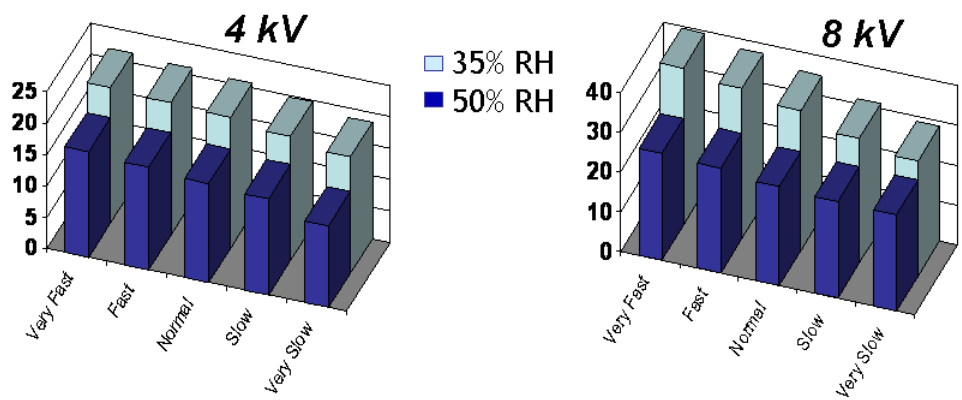 4 kV
25
20
15
10
5
0
Very Fast
Fast
Normal
Slow
Very Slow
35% RH
50% RH
8 kV
40
30
20
10
0
Very Fast
Fast
Normal
Slow
Very Slow